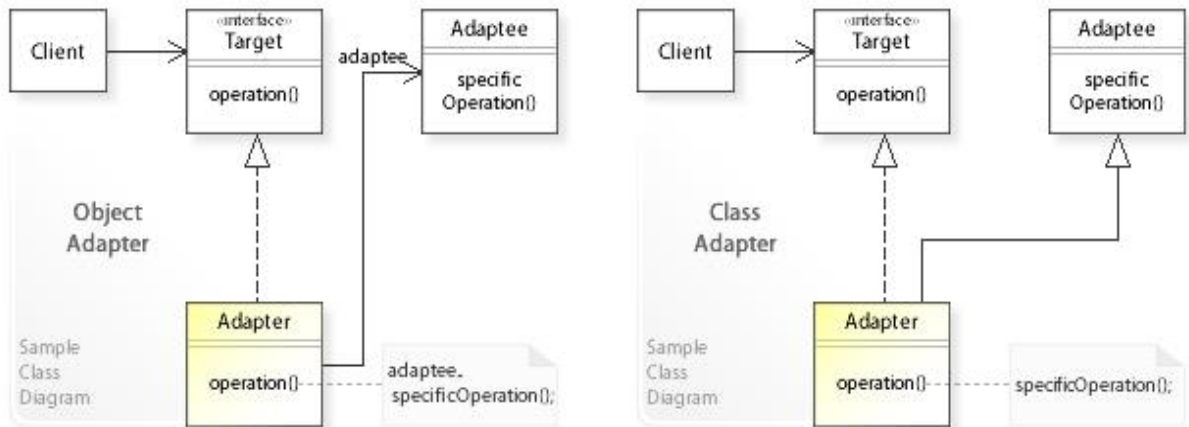 Client
«interface»
Target
operation()
adaptee
Adaptee
specific
Operation()
Object
Adapter
Adapter
operation()
adaptee.
specificOperation();
Sample
Class
Diagram
Client
«interface»
Target
operation()
Adaptee
specific
Operation()
Class
Adapter
Adapter
operation()
specificOperation();
Sample
Class
Diagram